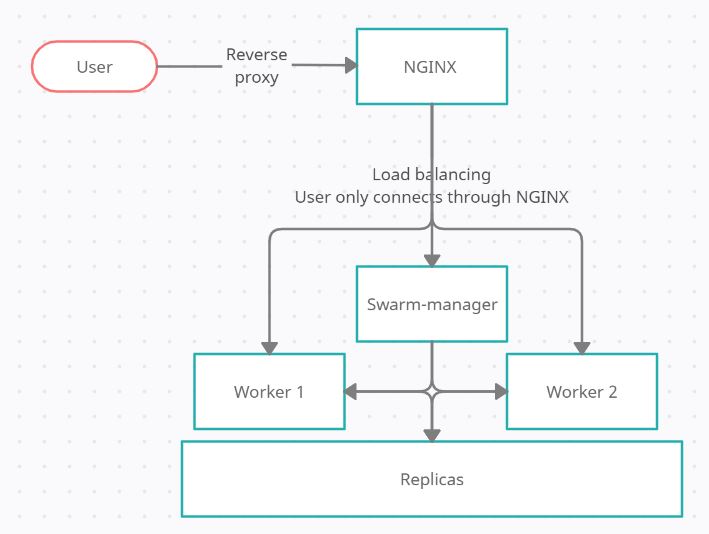 User
Reverse
proxy
NGINX
Load balancing
User only connects through NGINX
Swarm-manager
Worker 1
Worker 2
Replicas